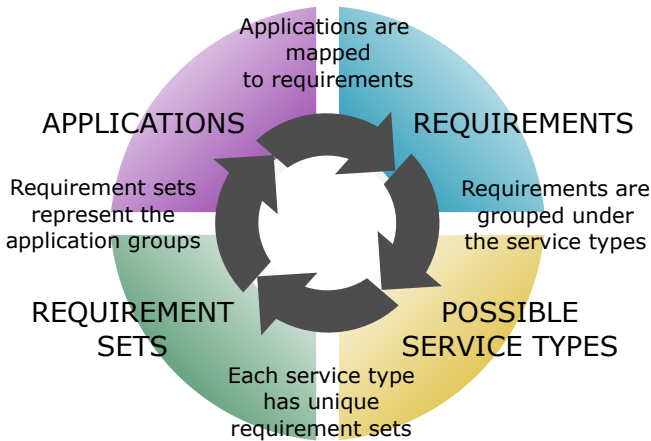 Applications are
mapped
to requirements
APPLICATIONS
REQUIREMENTS
Requirement sets
represent the
application groups
Requirements are
grouped under
the service types
REQUIREMENT
SETS
POSSIBLE
SERVICE TYPES
Each service type
has unique
requirement sets